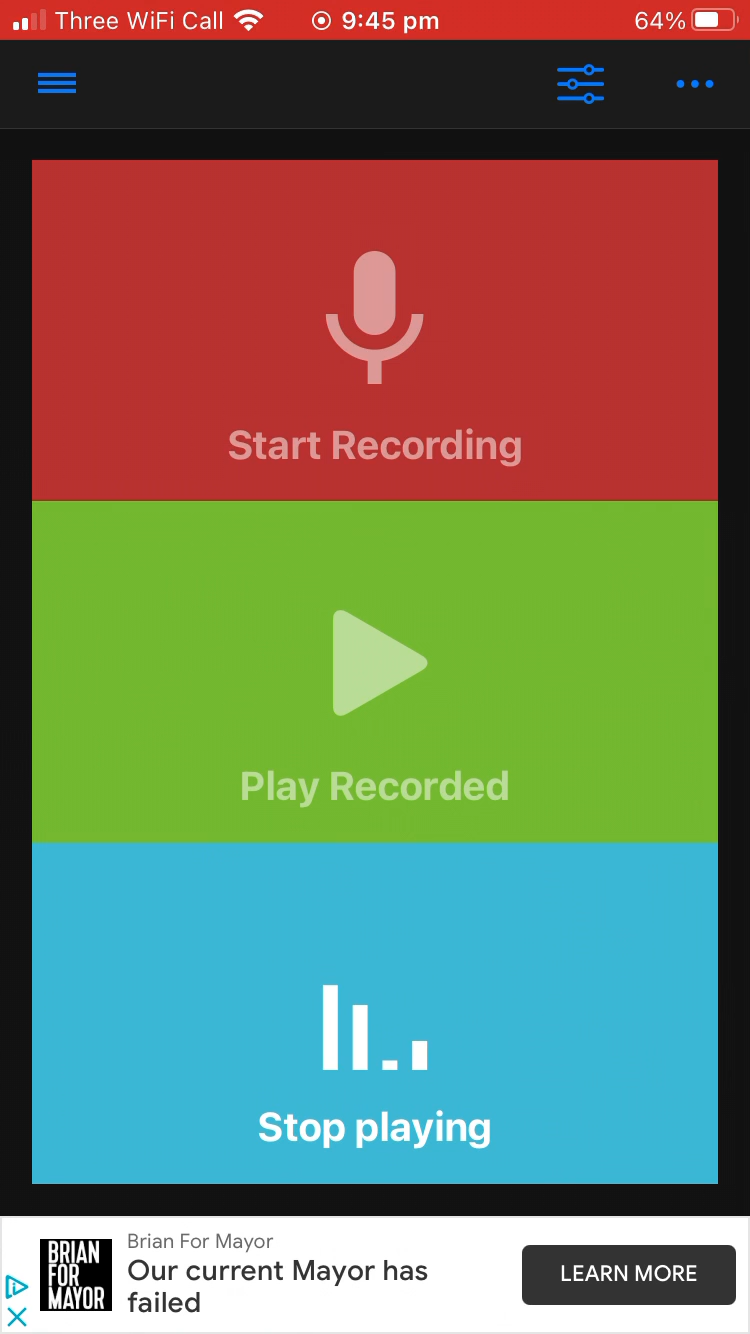 Three WiFi Call 9:45 pm 64%
Start Recording
Play Recorded
Stop playing
BRIAN
FOR
MAYOR
Brian For Mayor
Our current Mayor has
failed
LEARN MORE